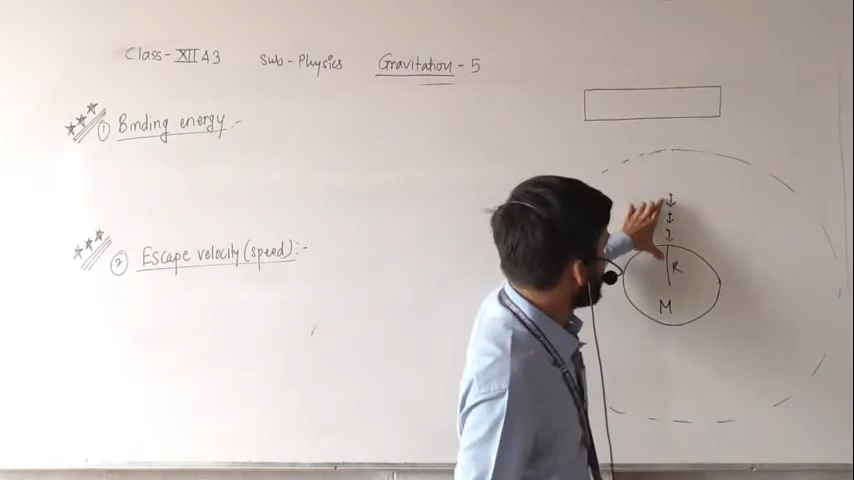 Class - XII A3 Sub - Physics Gravitation - 5
① Binding energy :-
② Escape velocity (speed) :-
R
M